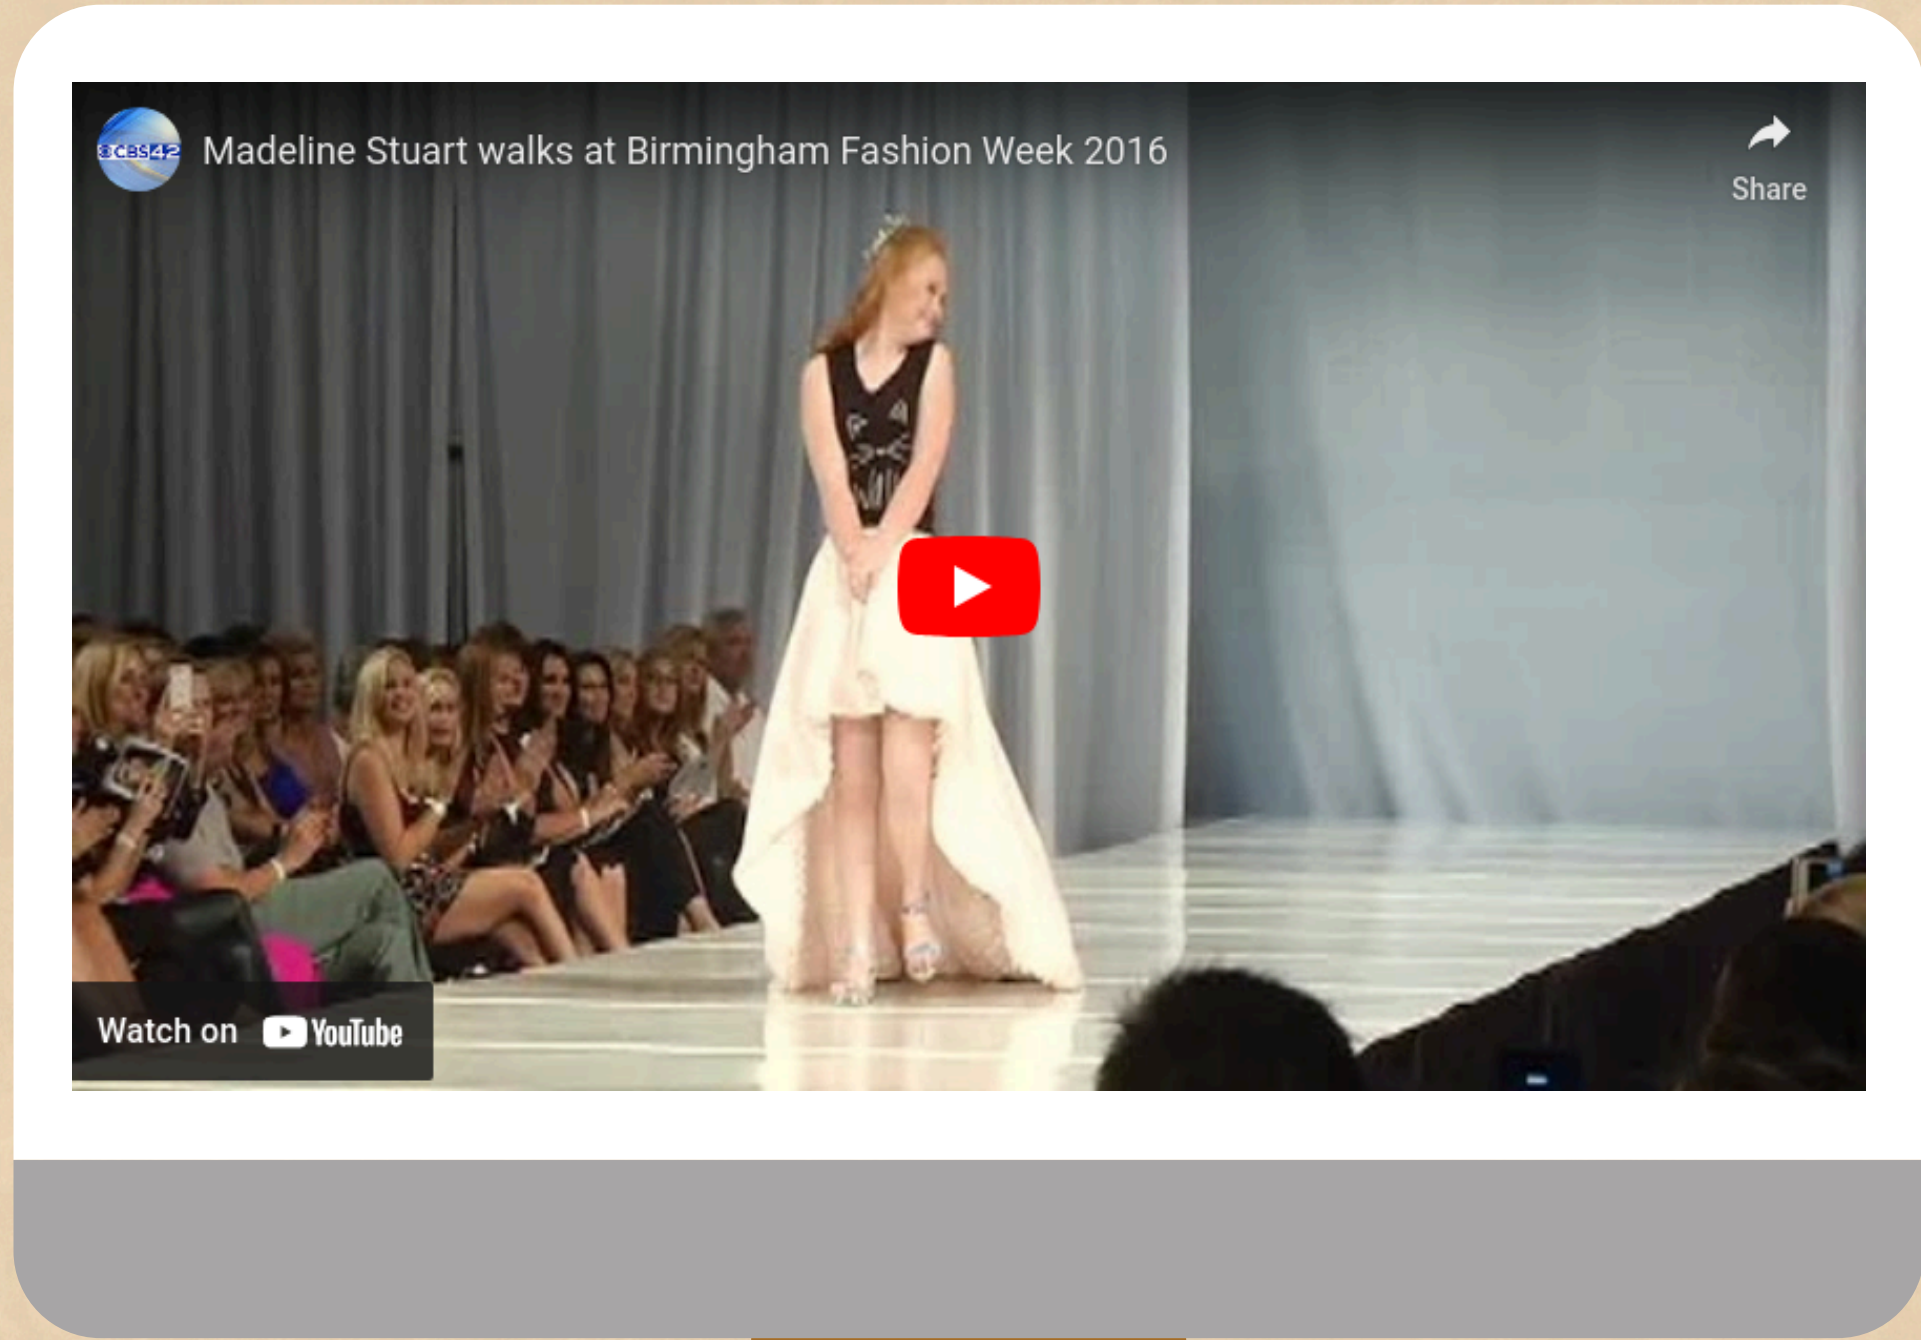 CBS42
Madeline Stuart walks at Birmingham Fashion Week 2016
Share
Watch on YouTube